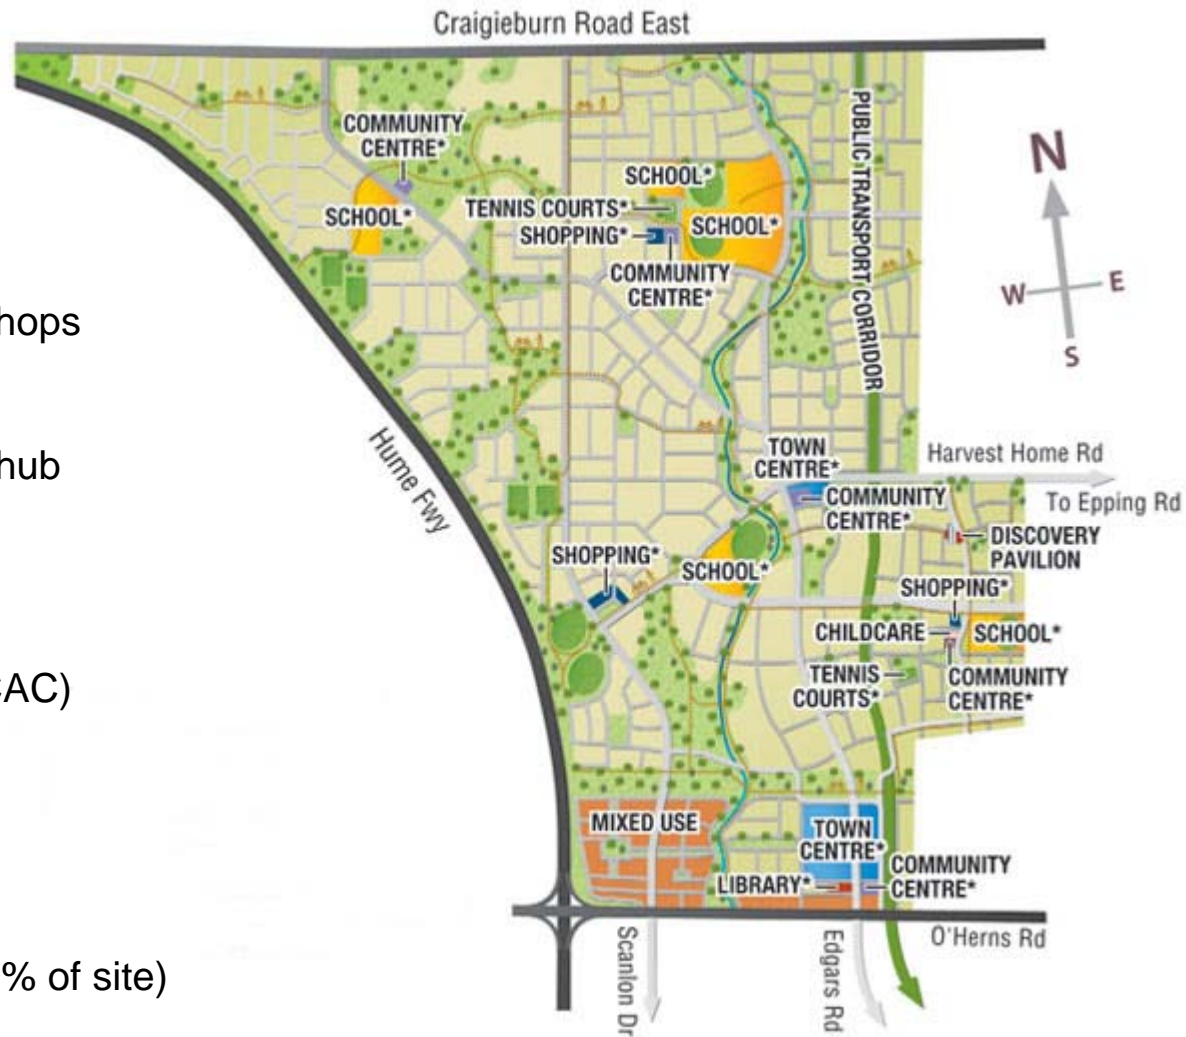 Craigieburn Road East
COMMUNITY
CENTRE*
SCHOOL*
PUBLIC TRANSPORT CORRIDOR
N
W
E
S
SCHOOL*
TENNIS COURTS*
SCHOOL*
SHOPPING*
COMMUNITY
CENTRE*
hops
hub
Hume Fwy
TOWN
CENTRE*
Harvest Home Rd
To Epping Rd
COMMUNITY
CENTRE*
DISCOVERY
PAVILION
SHOPPING*
SCHOOL*
SHOPPING*
CHILDCARE
SCHOOL*
TENNIS
COURTS*
COMMUNITY
CENTRE*
CAC)
MIXED USE
TOWN
CENTRE*
LIBRARY*
COMMUNITY
CENTRE*
O'Herns Rd
Scanlon Dr
Edgars Rd
% of site)